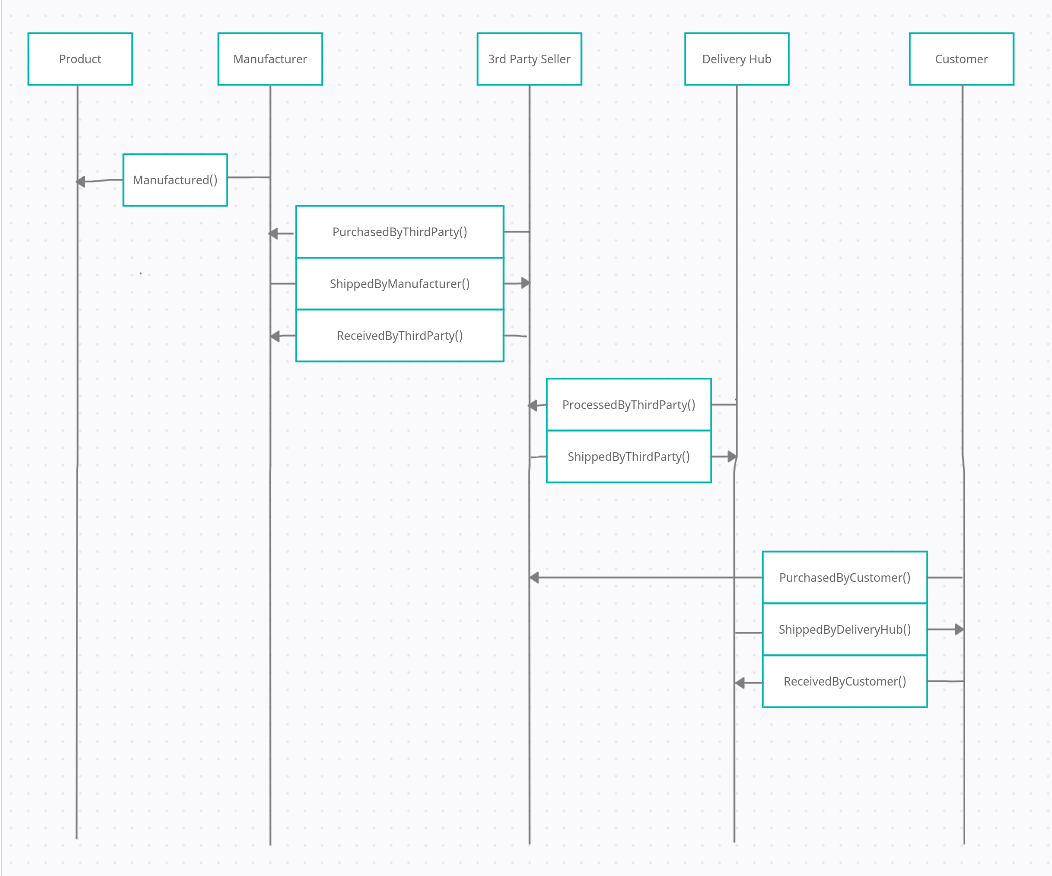 Product
Manufacturer
3rd Party Seller
Delivery Hub
Customer
Manufactured()
PurchasedByThirdParty()
ShippedByManufacturer()
ReceivedByThirdParty()
ProcessedByThirdParty()
ShippedByThirdParty()
PurchasedByCustomer()
ShippedByDeliveryHub()
ReceivedByCustomer()